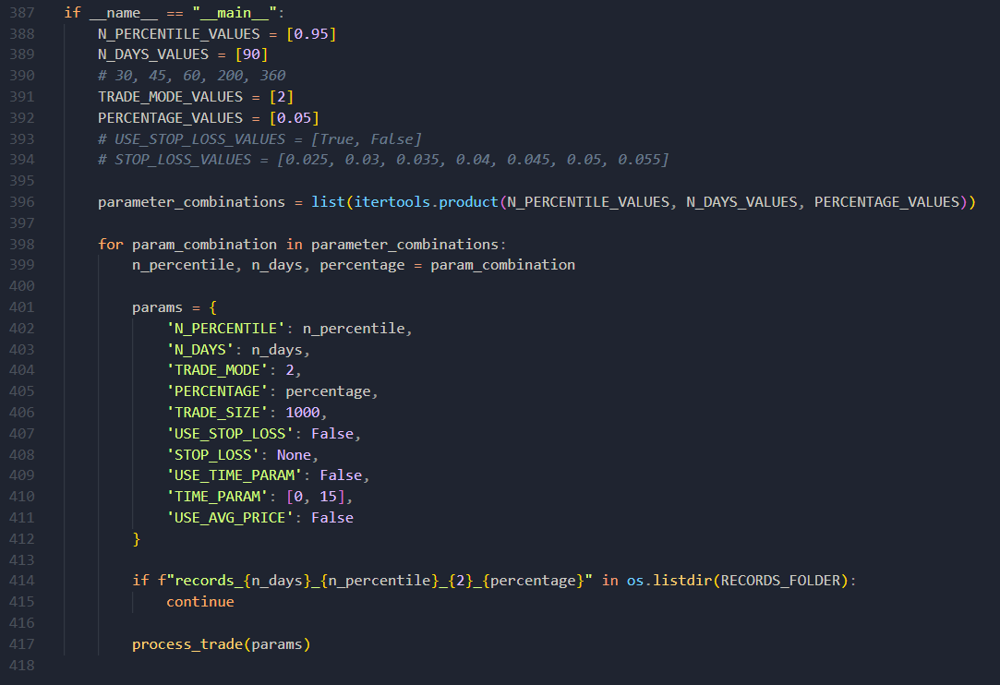 387 if __name__ == "__main__":
388     N_PERCENTILE_VALUES = [0.95]
389     N_DAYS_VALUES = [90]
390     # 30, 45, 60, 200, 360
391     TRADE_MODE_VALUES = [2]
392     PERCENTAGE_VALUES = [0.05]
393     # USE_STOP_LOSS_VALUES = [True, False]
394     # STOP_LOSS_VALUES = [0.025, 0.03, 0.035, 0.04, 0.045, 0.05, 0.055]
395
396     parameter_combinations = list(itertools.product(N_PERCENTILE_VALUES, N_DAYS_VALUES, PERCENTAGE_VALUES))
397
398     for param_combination in parameter_combinations:
399         n_percentile, n_days, percentage = param_combination
400
401         params = {
402             'N_PERCENTILE': n_percentile,
403             'N_DAYS': n_days,
404             'TRADE_MODE': 2,
405             'PERCENTAGE': percentage,
406             'TRADE_SIZE': 1000,
407             'USE_STOP_LOSS': False,
408             'STOP_LOSS': None,
409             'USE_TIME_PARAM': False,
410             'TIME_PARAM': [0, 15],
411             'USE_AVG_PRICE': False
412         }
413
414         if f"records_{n_days}_{n_percentile}_{2}_{percentage}" in os.listdir(RECORDS_FOLDER):
415             continue
416
417         process_trade(params)
418